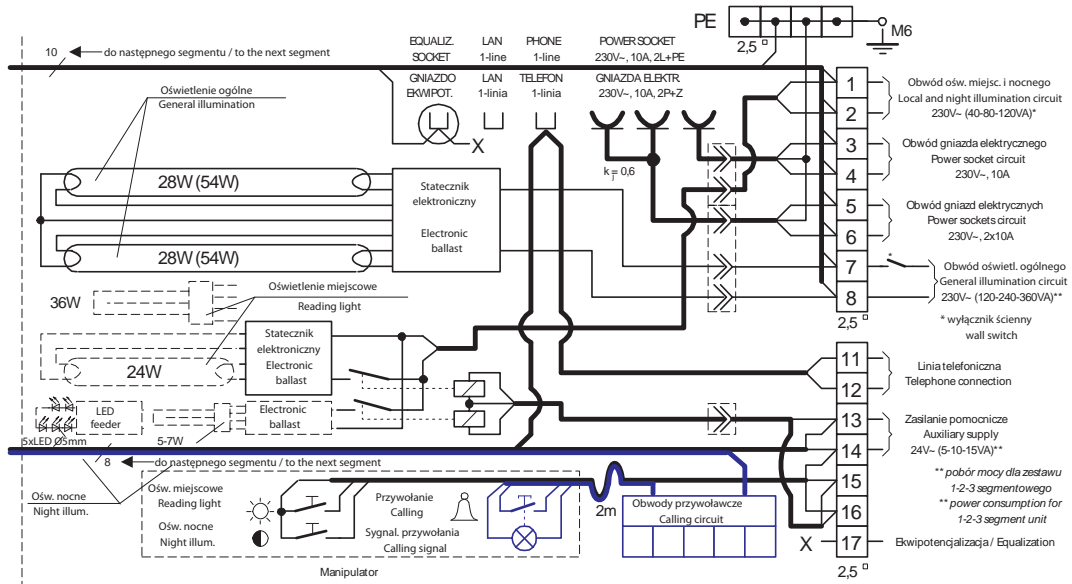 PE
M6
2,5
10
do następnego segmentu / to the next segment
EQUALIZ.
SOCKET
LAN
1-line
PHONE
1-line
POWER SOCKET
230V~, 10A, 2L+PE
GNIAZDO
EKWIPOT.
LAN
1-linia
TELEFON
1-linia
GNIAZDA ELEKTR.
230V~, 10A, 2P+Z
X
k = 0,6
j
Oświetlenie ogólne
General illumination
28W (54W)
28W (54W)
Statecznik
elektroniczny
Electronic
ballast
1
2
3
4
5
6
7
8
2,5
Obwód ośw. miejsc. i nocnego
Local and night illumination circuit
230V~ (40-80-120VA)*
Obwód gniazda elektrycznego
Power socket circuit
230V~, 10A
Obwód gniazd elektrycznych
Power sockets circuit
230V~, 2x10A
*
Obwód oświetl. ogólnego
General illumination circuit
230V~ (120-240-360VA)**
* wyłącznik ścienny
wall switch
36W
Oświetlenie miejscowe
Reading light
24W
Statecznik
elektroniczny
Electronic
ballast
LED
feeder
5xLED Ø5mm
5-7W
Electronic
ballast
11
12
13
14
15
16
17
2,5
Linia telefoniczna
Telephone connection
Zasilanie pomocnicze
Auxiliary supply
24V~ (5-10-15VA)**
** pobór mocy dla zestawu
1-2-3 segmentowego
** power consumption for
1-2-3 segment unit
X
Ekwipotencjalizacja / Equalization
8
do następnego segmentu / to the next segment
Ośw. nocne
Night illum.
Ośw. miejscowe
Reading light
Ośw. nocne
Night illum.
Przywołanie
Calling
Sygnal. przywołania
Calling signal
2m
Obwody przywoławcze
Calling circuit
Manipulator